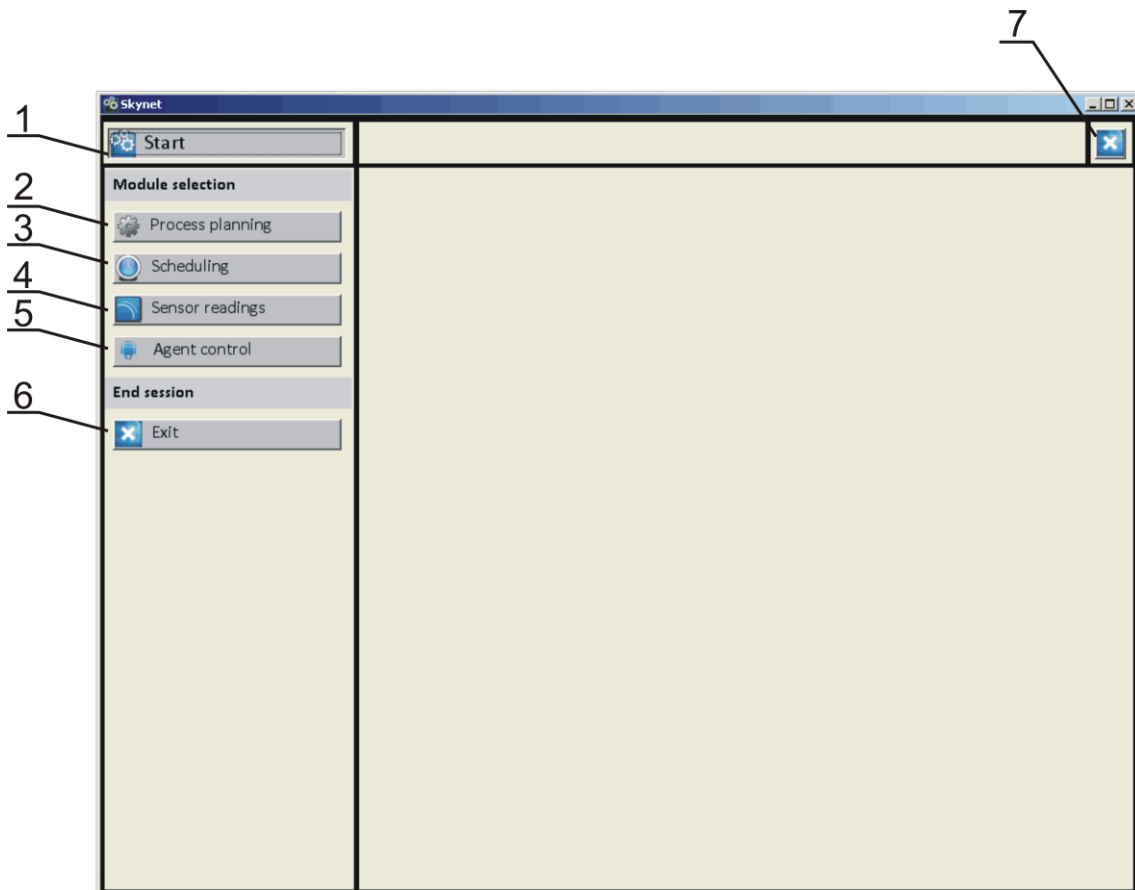 7
Skynet
1
Start
Module selection
2
Process planning
3
Scheduling
4
Sensor readings
5
Agent control
End session
6
Exit